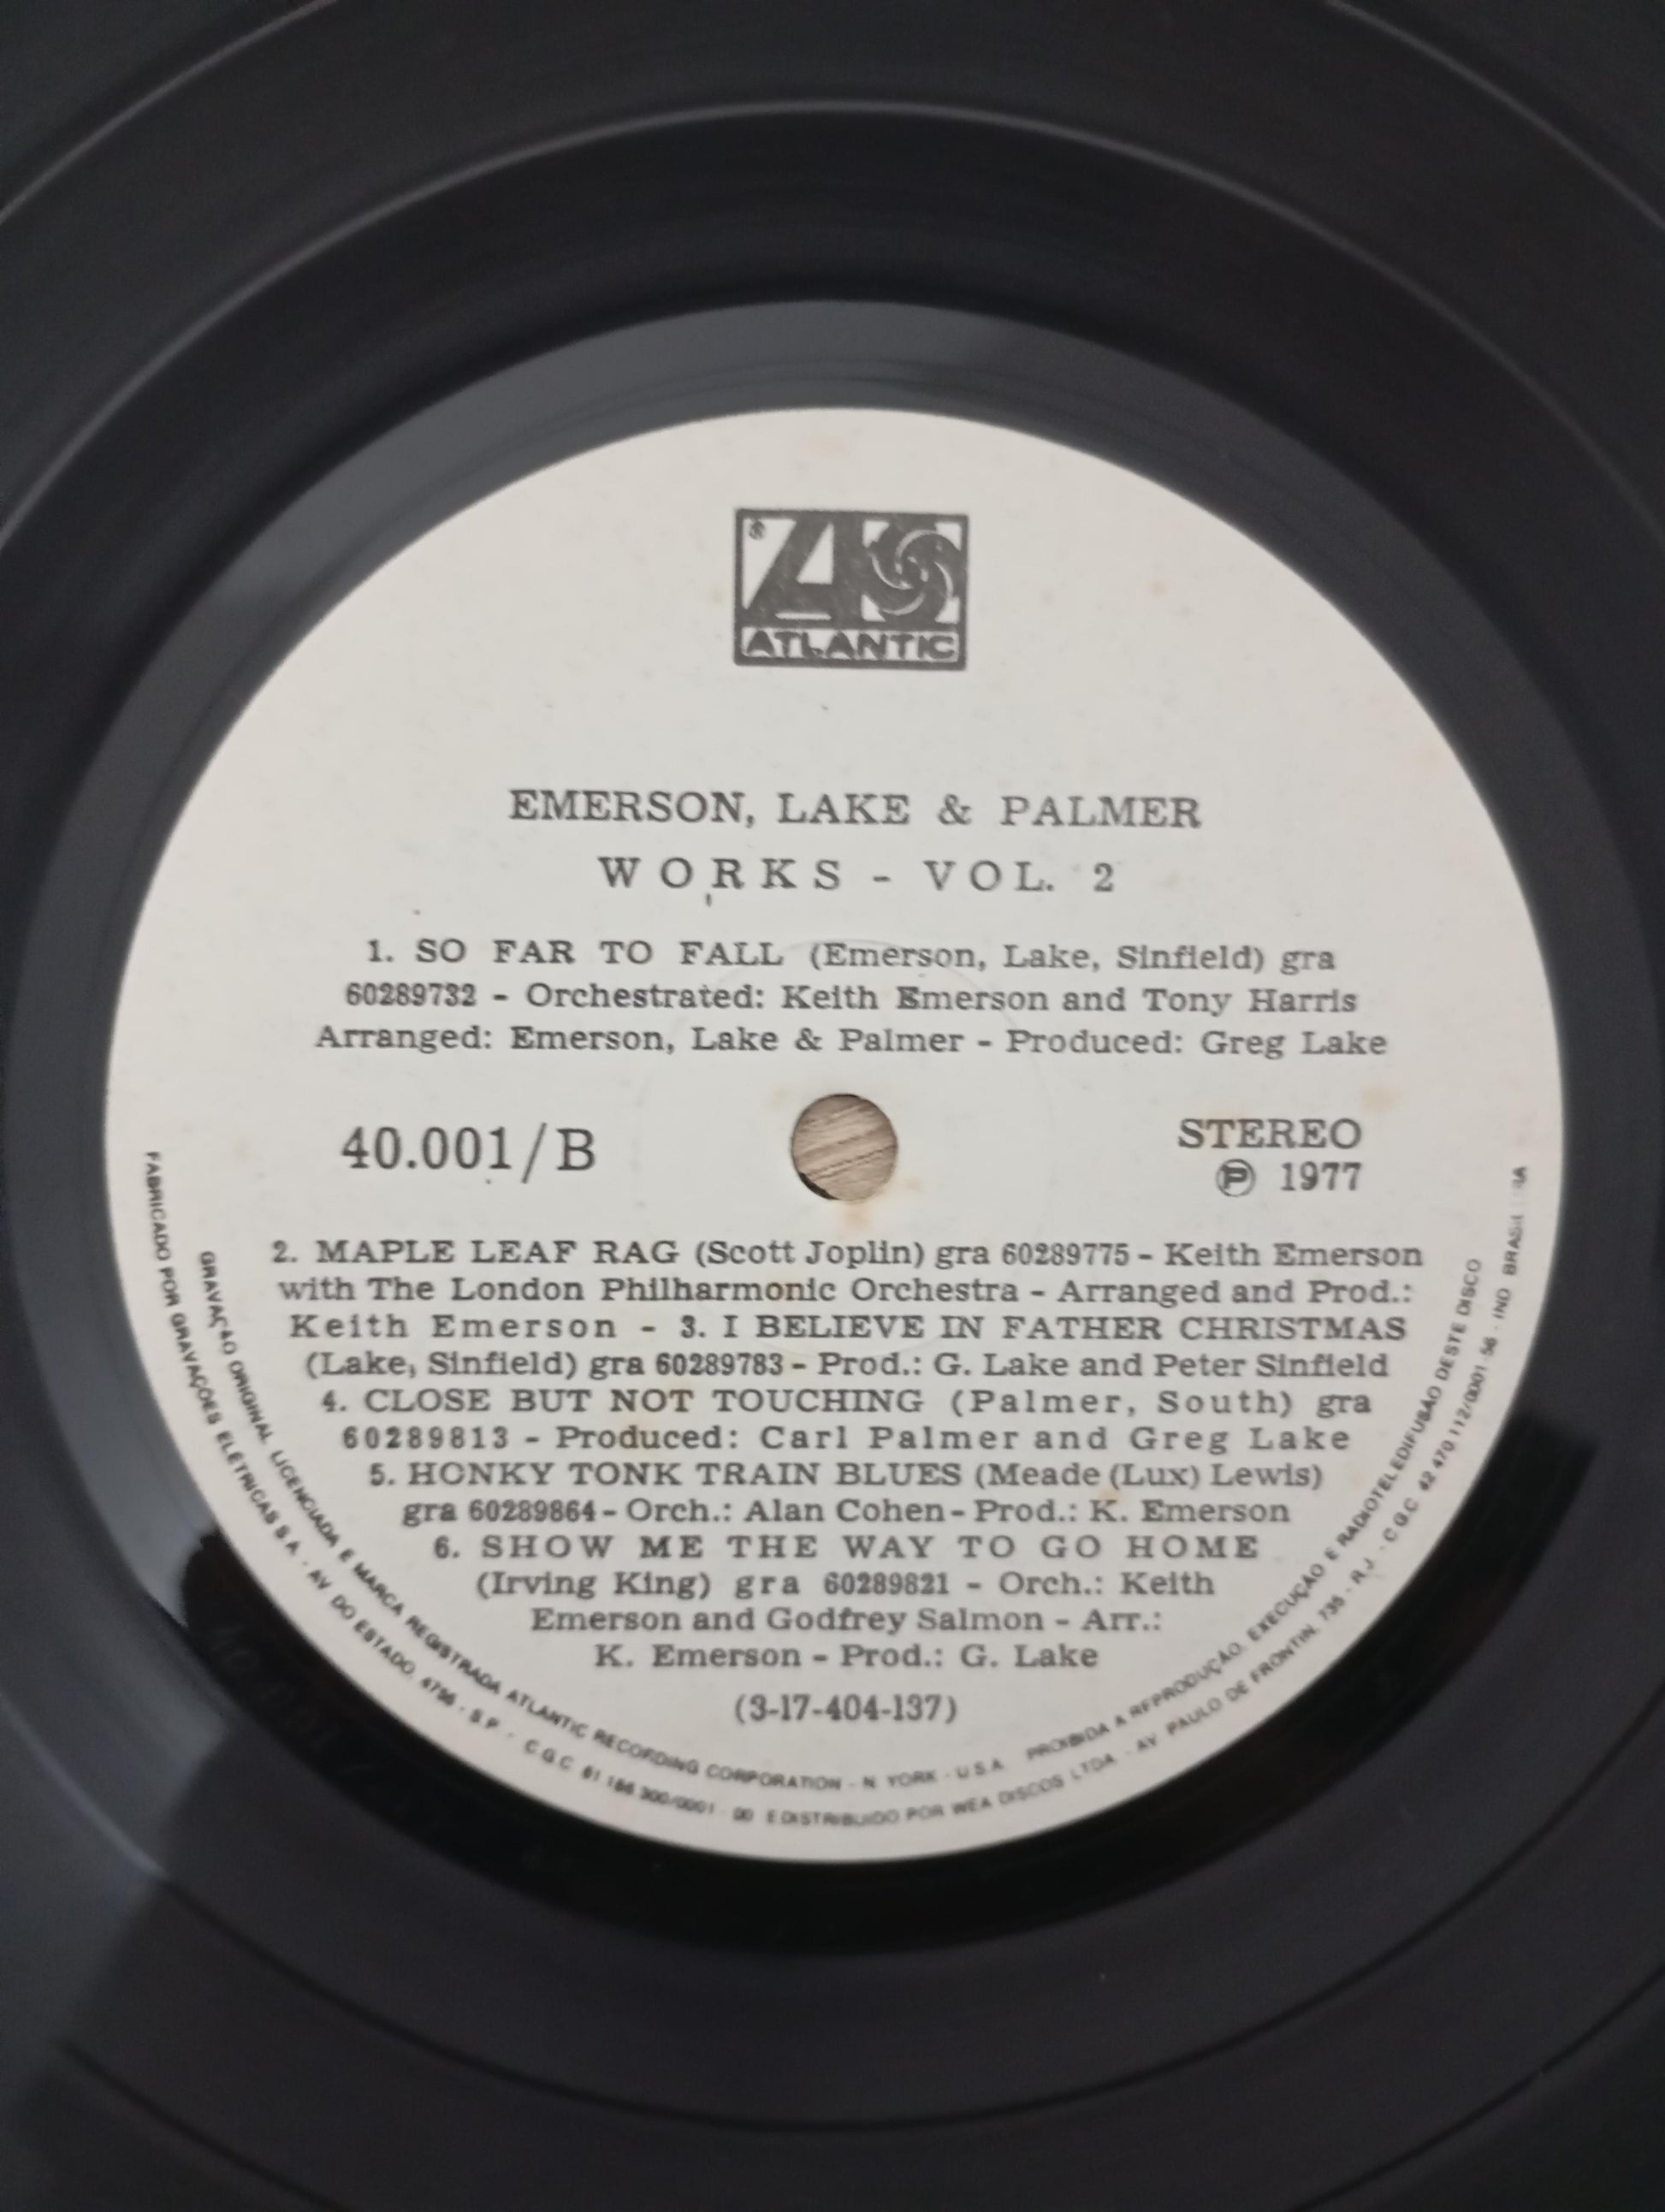 ATLANTIC
EMERSON, LAKE & PALMER
WORKS - VOL. 2
1. SO FAR TO FALL (Emerson, Lake, Sinfield) gra
60289732 - Orchestrated: Keith Emerson and Tony Harris
Arranged: Emerson, Lake & Palmer - Produced: Greg Lake
40.001/B
STEREO
Ⓟ 1977
2. MAPLE LEAF RAG (Scott Joplin) gra 60289775 - Keith Emerson
with The London Philharmonic Orchestra - Arranged and Prod.:
Keith Emerson - 3. I BELIEVE IN FATHER CHRISTMAS
(Lake, Sinfield) gra 60289783 - Prod.: G. Lake and Peter Sinfield
4. CLOSE BUT NOT TOUCHING (Palmer, South) gra
60289813 - Produced: Carl Palmer and Greg Lake
5. HONKY TONK TRAIN BLUES (Meade (Lux) Lewis)
gra 60289864 - Orch.: Alan Cohen - Prod.: K. Emerson
6. SHOW ME THE WAY TO GO HOME
(Irving King) gra 60289821 - Orch.: Keith
Emerson and Godfrey Salmon - Arr.:
K. Emerson - Prod.: G. Lake
(3-17-404-137)
GRAVAÇÃO ORIGINAL LICENCIADA E MARCA REGISTRADA ATLANTIC RECORDING CORPORATION - N. YORK - U.S.A. PROIBIDA A REPRODUÇÃO, EXECUÇÃO E RADIOTELEDIFUSÃO DESTE DISCO
FABRICADO POR GRAVAÇÕES ELÉTRICAS S.A. - AV. DO ESTADO, 4755 - S.P. - C.G.C. 61 186 300/0001 - 00 E DISTRIBUIDO POR WEA DISCOS LTDA. - AV. PAULO DE FRONTIN, 735 - R.J. - C.G.C. 42 470 112/0001-56 - IND.